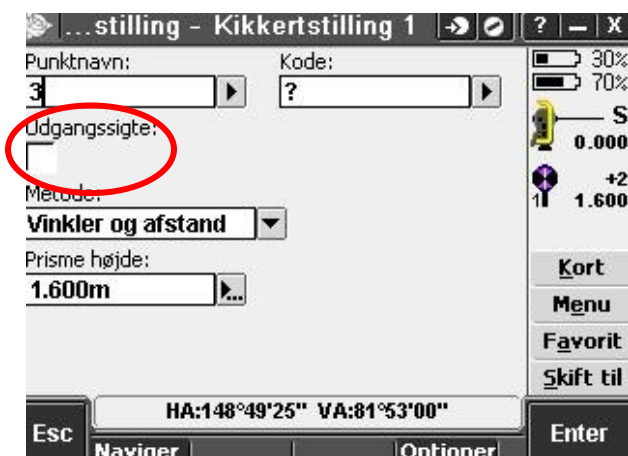 ...stilling - Kikkertstilling 1 ? - X
Punktnavn: Kode:
3 ?
Udgangssigte:
Metode:
Vinkler og afstand
Prisme højde:
1.600m
30%
70%
S
0.000
+2
1 1.600
Kort
Menu
Favorit
Skift til
HA:148°49'25" VA:81°53'00"
Esc Naviger Optioner Enter